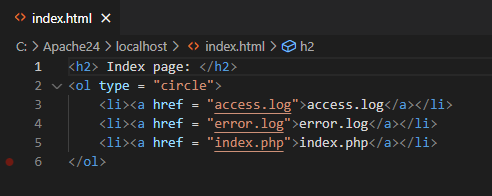 <> index.html ×
C: > Apache24 > localhost > <> index.html > h2
1 <h2> Index page: </h2>
2 <ol type = "circle">
3 <li><a href = "access.log">access.log</a></li>
4 <li><a href = "error.log">error.log</a></li>
5 <li><a href = "index.php">index.php</a></li>
6 </ol>